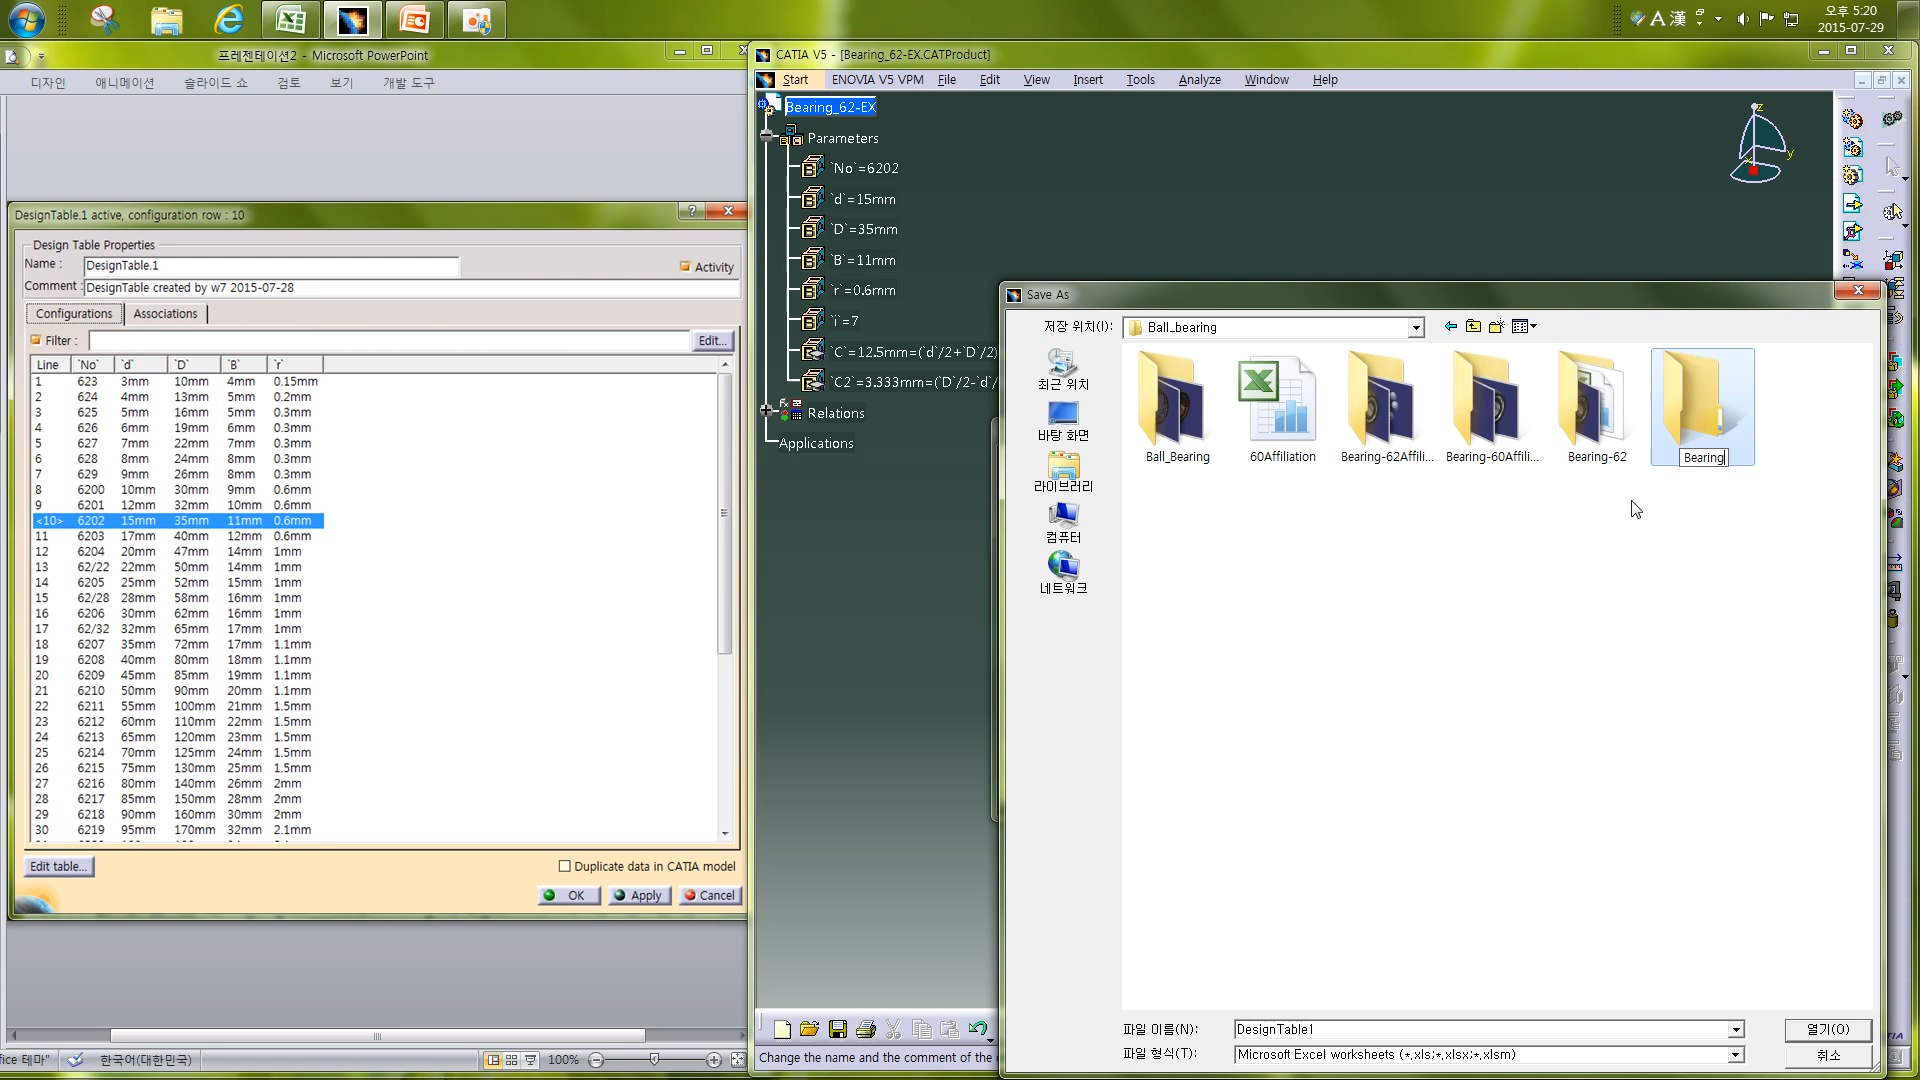 오후 5:20
2015-07-29
A 漢
프레젠테이션2 - Microsoft PowerPoint
디자인 애니메이션 슬라이드 쇼 검토 보기 개발 도구
CATIA V5 - [Bearing_62-EX.CATProduct]
Start ENOVIA V5 VPM File Edit View Insert Tools Analyze Window Help
Bearing_62-EX
Parameters
`No`=6202
`d`=15mm
`D`=35mm
`B`=11mm
`r`=0.6mm
`i`=7
`C`=12.5mm=(`d`/2+`D`/2)
`C2`=3.333mm=(`D`/2-`d`/
Relations
Applications
z
y
x
DesignTable.1 active, configuration row : 10
Design Table Properties
Name : DesignTable.1
Activity
Comment : DesignTable created by w7 2015-07-28
Configurations Associations
Filter : Edit...
Line `No` `d` `D` `B` `r`
1 623 3mm 10mm 4mm 0.15mm
2 624 4mm 13mm 5mm 0.2mm
3 625 5mm 16mm 5mm 0.3mm
4 626 6mm 19mm 6mm 0.3mm
5 627 7mm 22mm 7mm 0.3mm
6 628 8mm 24mm 8mm 0.3mm
7 629 9mm 26mm 8mm 0.3mm
8 6200 10mm 30mm 9mm 0.6mm
9 6201 12mm 32mm 10mm 0.6mm
<10> 6202 15mm 35mm 11mm 0.6mm
11 6203 17mm 40mm 12mm 0.6mm
12 6204 20mm 47mm 14mm 1mm
13 62/22 22mm 50mm 14mm 1mm
14 6205 25mm 52mm 15mm 1mm
15 62/28 28mm 58mm 16mm 1mm
16 6206 30mm 62mm 16mm 1mm
17 62/32 32mm 65mm 17mm 1mm
18 6207 35mm 72mm 17mm 1.1mm
19 6208 40mm 80mm 18mm 1.1mm
20 6209 45mm 85mm 19mm 1.1mm
21 6210 50mm 90mm 20mm 1.1mm
22 6211 55mm 100mm 21mm 1.5mm
23 6212 60mm 110mm 22mm 1.5mm
24 6213 65mm 120mm 23mm 1.5mm
25 6214 70mm 125mm 24mm 1.5mm
26 6215 75mm 130mm 25mm 1.5mm
27 6216 80mm 140mm 26mm 2mm
28 6217 85mm 150mm 28mm 2mm
29 6218 90mm 160mm 30mm 2mm
30 6219 95mm 170mm 32mm 2.1mm
Edit table...
Duplicate data in CATIA model
OK Apply Cancel
fice 테마" 한국어(대한민국) 100%
Change the name and the comment of the
Save As
저장 위치(I): Ball_bearing
최근 위치
바탕 화면
라이브러리
컴퓨터
네트워크
Ball_Bearing
60Affiliation
Bearing-62Affili...
Bearing-60Affili...
Bearing-62
Bearing
파일 이름(N): DesignTable1 열기(O)
파일 형식(T): Microsoft Excel worksheets (*.xls;*.xlsx;*.xlsm) 취소